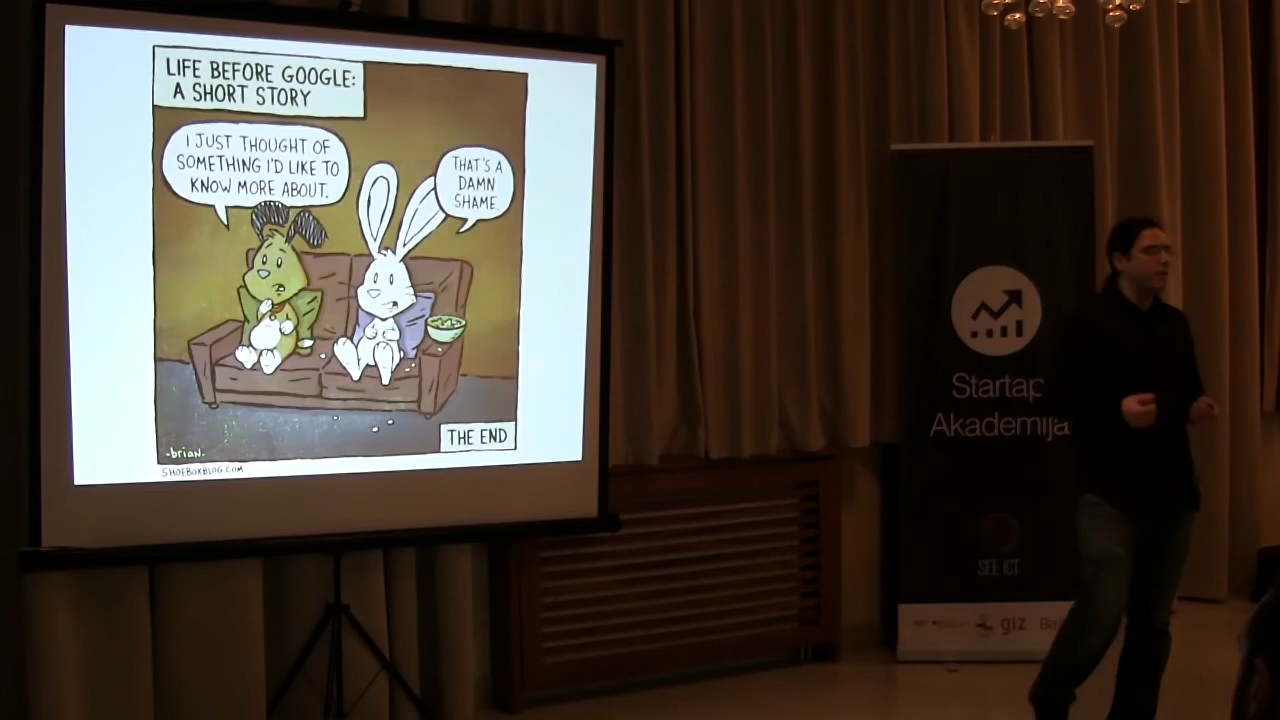 LIFE BEFORE GOOGLE:
A SHORT STORY
I JUST THOUGHT OF
SOMETHING I'D LIKE TO
KNOW MORE ABOUT.
THAT'S A
DAMN
SHAME.
THE END
-brian.
SHOEBOXBLOG.COM
Startap
Akademija
SEE ICT
giz